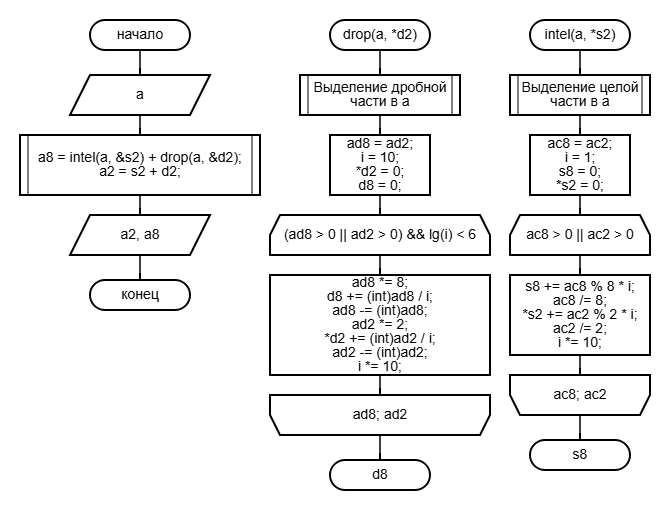 начало
a
a8 = intel(a, &s2) + drop(a, &d2);
a2 = s2 + d2;
a2, a8
конец
drop(a, *d2)
Выделение дробной
части в a
ad8 = ad2;
i = 10;
*d2 = 0;
d8 = 0;
(ad8 > 0 || ad2 > 0) && lg(i) < 6
ad8 *= 8;
d8 += (int)ad8 / i;
ad8 -= (int)ad8;
ad2 *= 2;
*d2 += (int)ad2 / i;
ad2 -= (int)ad2;
i *= 10;
ad8; ad2
d8
intel(a, *s2)
Выделение целой
части в a
ac8 = ac2;
i = 1;
s8 = 0;
*s2 = 0;
ac8 > 0 || ac2 > 0
s8 += ac8 % 8 * i;
ac8 /= 8;
*s2 += ac2 % 2 * i;
ac2 /= 2;
i *= 10;
ac8; ac2
s8